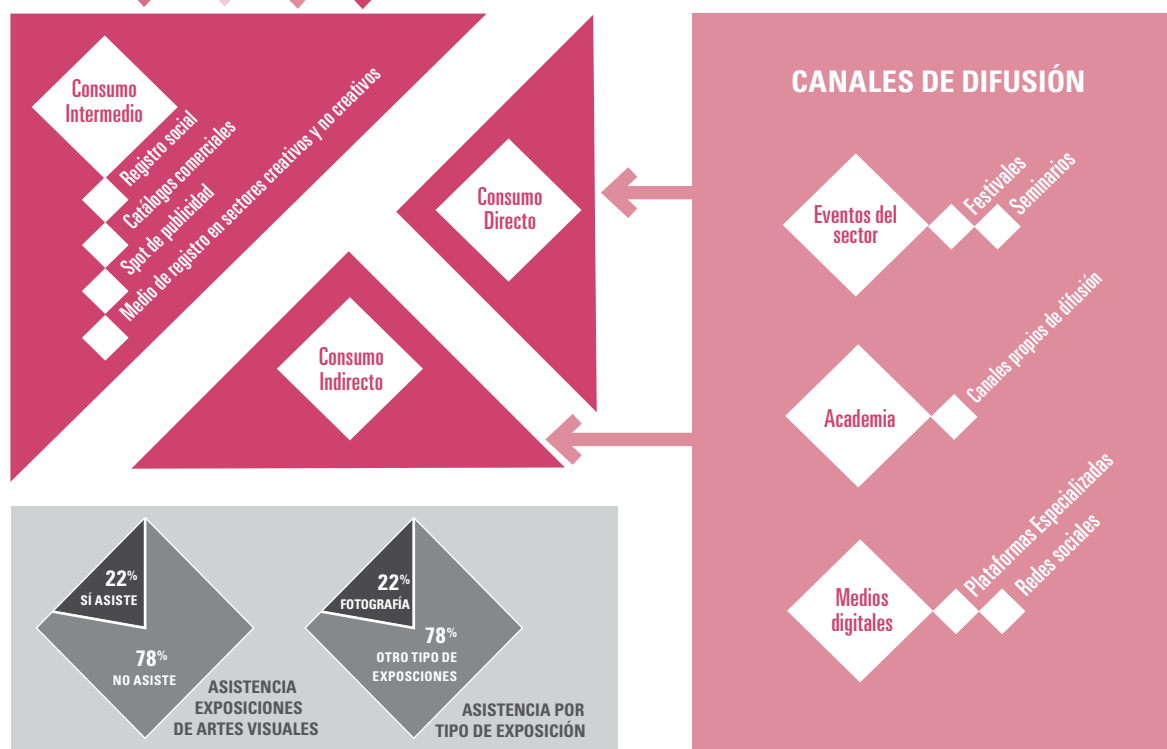 Consumo
Intermedio
Registro social
Catálogos comerciales
Spot de publicidad
Medio de registro en sectores creativos y no creativos
Consumo
Directo
Consumo
Indirecto
CANALES DE DIFUSIÓN
Eventos del
sector
Festivales
Seminarios
Academia
Canales propios de difusión
Medios
digitales
Plataformas Especializadas
Redes sociales
22%
SÍ ASISTE
78%
NO ASISTE
ASISTENCIA
EXPOSICIONES
DE ARTES VISUALES
22%
FOTOGRAFÍA
78%
OTRO TIPO DE
EXPOSCIONES
ASISTENCIA POR
TIPO DE EXPOSICIÓN